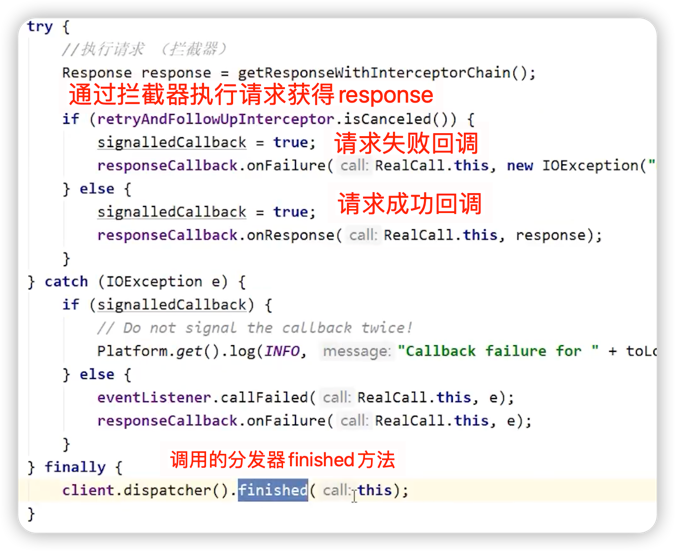 try {
//执行请求 （拦截器）
Response response = getResponseWithInterceptorChain();
通过拦截器执行请求获得response
if (retryAndFollowUpInterceptor.isCanceled()) {
signalledCallback = true; 请求失败回调
responseCallback.onFailure( call: RealCall.this, new IOException("
} else {
signalledCallback = true; 请求成功回调
responseCallback.onResponse( call: RealCall.this, response);
}
} catch (IOException e) {
if (signalledCallback) {
// Do not signal the callback twice!
Platform.get().log(INFO, message: "Callback failure for " + toLo
} else {
eventListener.callFailed( call: RealCall.this, e);
responseCallback.onFailure( call: RealCall.this, e);
}
调用的分发器finished方法
} finally {
client.dispatcher().finished( call: this);
}